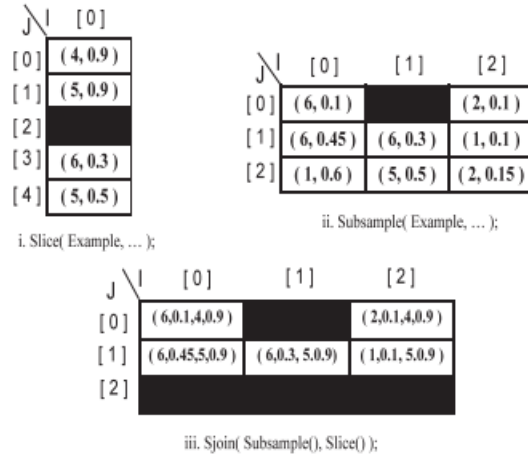 J I [ 0 ]
[ 0 ] ( 4, 0.9 )
[ 1 ] ( 5, 0.9 )
[ 2 ]
[ 3 ] ( 6, 0.3 )
[ 4 ] ( 5, 0.5 )
i. Slice( Example, ... );
J I [ 0 ] [ 1 ] [ 2 ]
[ 0 ] ( 6, 0.1 ) ( 2, 0.1 )
[ 1 ] ( 6, 0.45 ) ( 6, 0.3 ) ( 1, 0.1 )
[ 2 ] ( 1, 0.6 ) ( 5, 0.5 ) ( 2, 0.15 )
ii. Subsample( Example, ... );
J I [ 0 ] [ 1 ] [ 2 ]
[ 0 ] ( 6,0.1,4,0.9 ) ( 2,0.1,4,0.9 )
[ 1 ] ( 6,0.45,5,0.9 ) ( 6,0.3, 5.0.9 ) ( 1,0.1, 5.0.9 )
[ 2 ]
iii. Sjoin( Subsample(), Slice() );